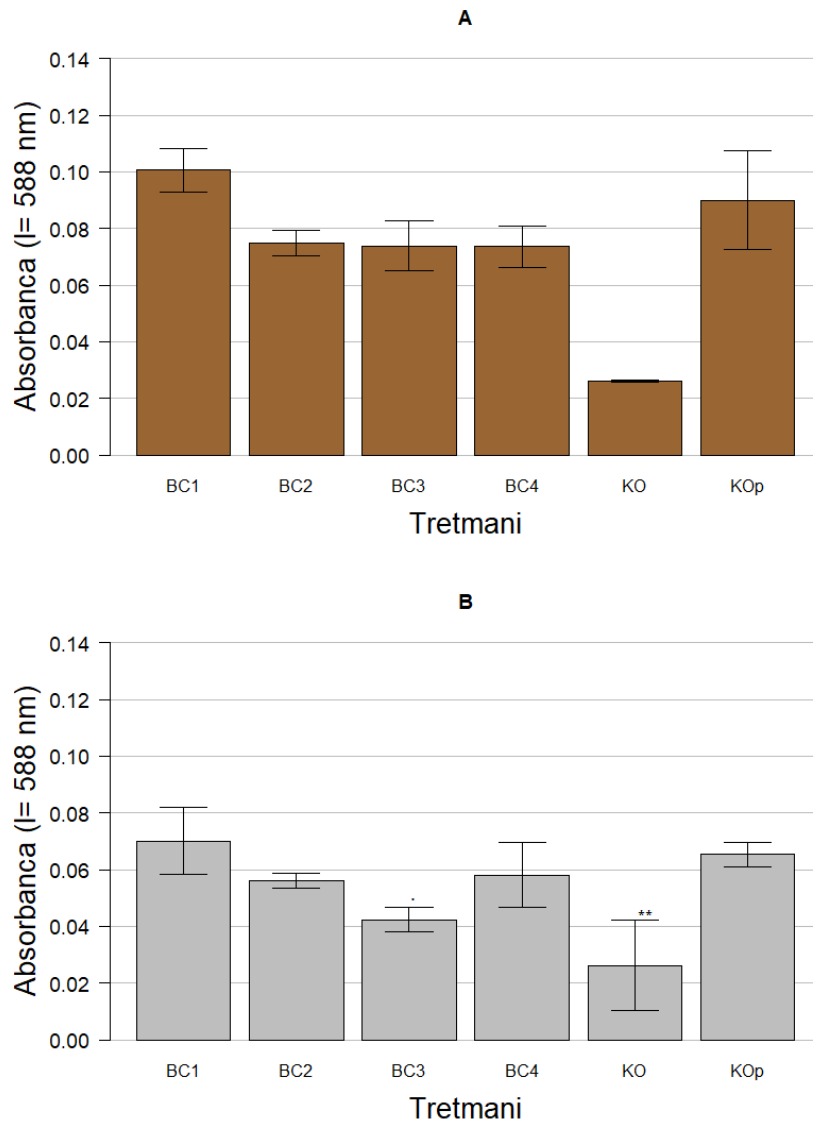 A
Absorbanca (l= 588 nm)
0.14
0.12
0.10
0.08
0.06
0.04
0.02
0.00
BC1 BC2 BC3 BC4 KO KOp
Tretmani
B
Absorbanca (l= 588 nm)
0.14
0.12
0.10
0.08
0.06
0.04
0.02
0.00
.
**
BC1 BC2 BC3 BC4 KO KOp
Tretmani